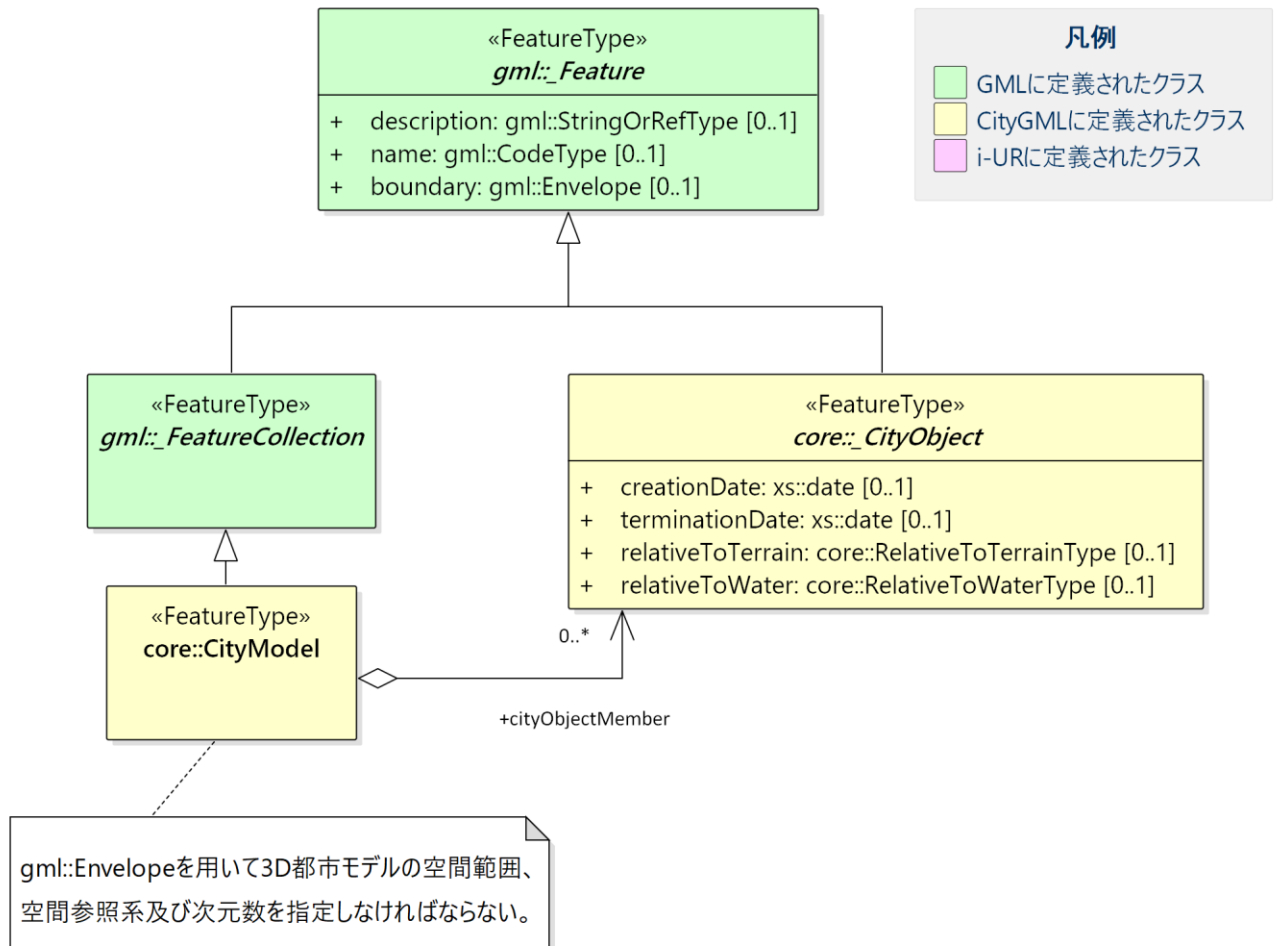 «FeatureType»
gml::_Feature
+ description: gml::StringOrRefType [0..1]
+ name: gml::CodeType [0..1]
+ boundary: gml::Envelope [0..1]
凡例
GMLに定義されたクラス
CityGMLに定義されたクラス
i-URに定義されたクラス
«FeatureType»
gml::_FeatureCollection
«FeatureType»
core::_CityObject
+ creationDate: xs::date [0..1]
+ terminationDate: xs::date [0..1]
+ relativeToTerrain: core::RelativeToTerrainType [0..1]
+ relativeToWater: core::RelativeToWaterType [0..1]
«FeatureType»
core::CityModel
0..*
+cityObjectMember
gml::Envelopeを用いて3D都市モデルの空間範囲、
空間参照系及び次元数を指定しなければならない。